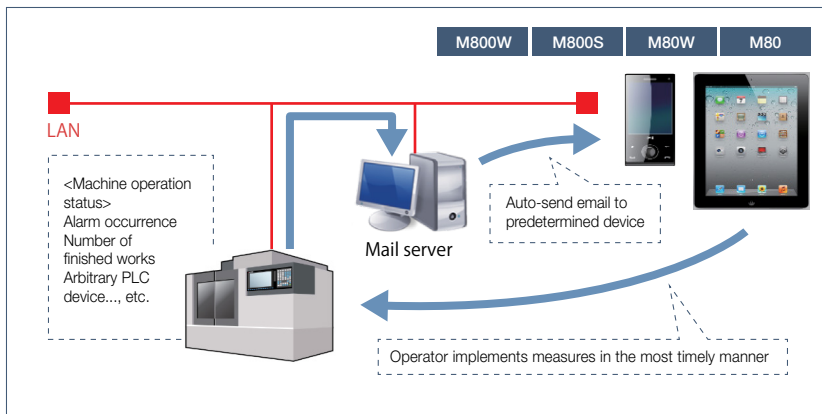 M800W M800S M80W M80
LAN
<Machine operation
status>
Alarm occurrence
Number of
finished works
Arbitrary PLC
device..., etc.
Mail server
Auto-send email to
predetermined device
Operator implements measures in the most timely manner